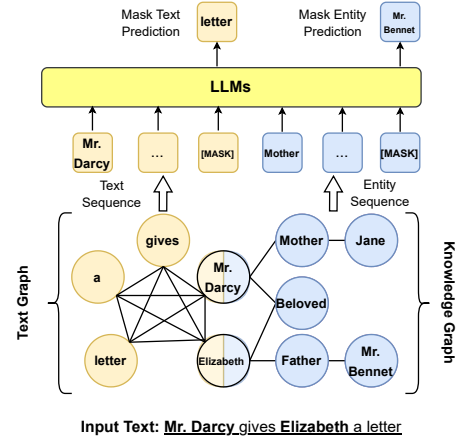 Mask Text
Prediction
letter
Mask Entity
Prediction
Mr.
Bennet
LLMs
Mr.
Darcy
...
[MASK]
Mother
...
[MASK]
Text
Sequence
Entity
Sequence
Text Graph
gives
a
letter
Mr.
Darcy
Elizabeth
Mother
Jane
Beloved
Father
Mr.
Bennet
Knowledge Graph
Input Text: Mr. Darcy gives Elizabeth a letter